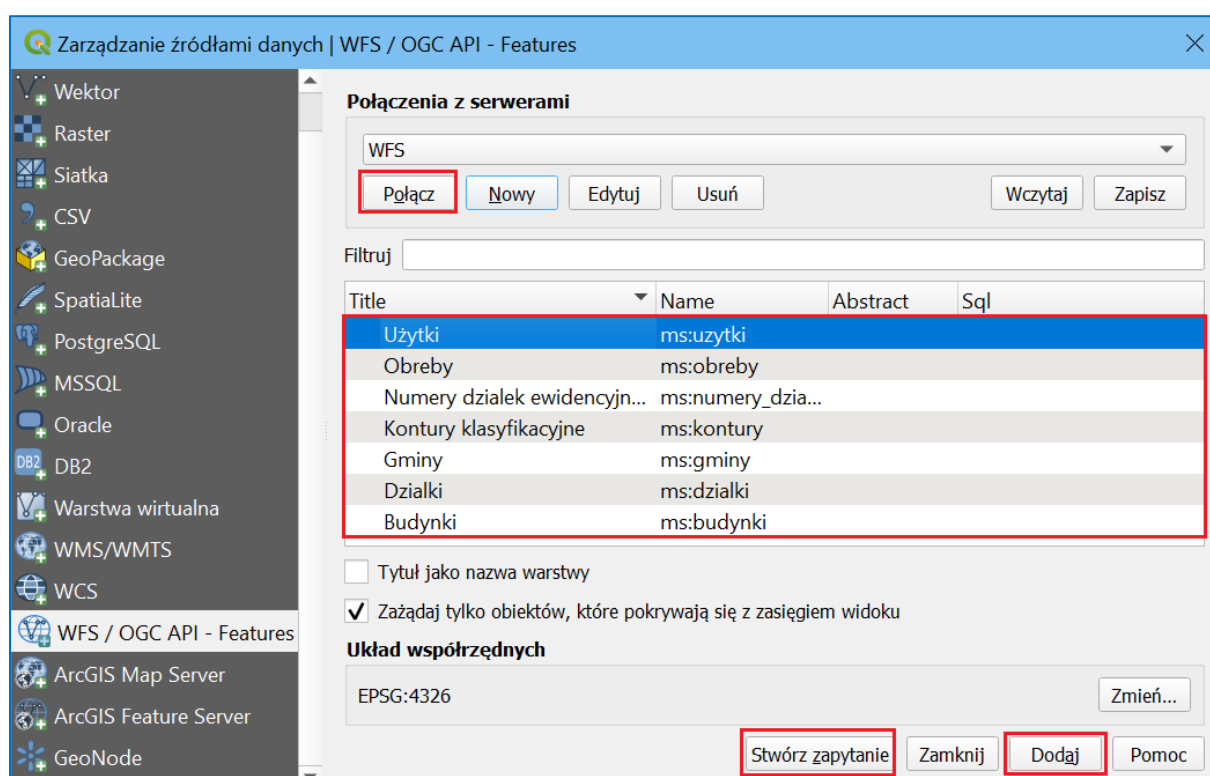 Zarządzanie źródłami danych | WFS / OGC API - Features
Wektor
Raster
Siatka
CSV
GeoPackage
SpatiaLite
PostgreSQL
MSSQL
Oracle
DB2 DB2
Warstwa wirtualna
WMS/WMTS
WCS
WFS / OGC API - Features
ArcGIS Map Server
ArcGIS Feature Server
GeoNode
Połączenia z serwerami
WFS
Połącz Nowy Edytuj Usuń Wczytaj Zapisz
Filtruj
Title Name Abstract Sql
Użytki ms:uzytki
Obreby ms:obreby
Numery dzialek ewidencyjn... ms:numery_dzia...
Kontury klasyfikacyjne ms:kontury
Gminy ms:gminy
Dzialki ms:dzialki
Budynki ms:budynki
Tytuł jako nazwa warstwy
Zażądaj tylko obiektów, które pokrywają się z zasięgiem widoku
Układ współrzędnych
EPSG:4326 Zmień...
Stwórz zapytanie Zamknij Dodaj Pomoc